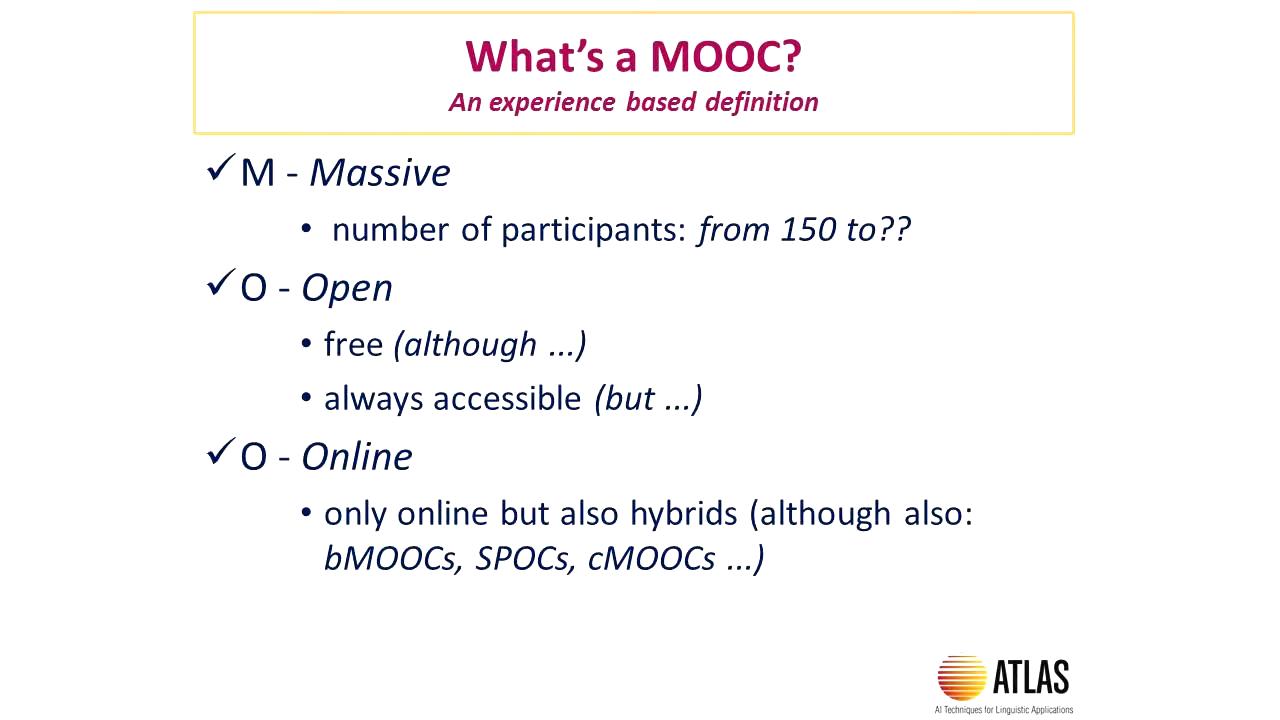 What's a MOOC?
An experience based definition
✓ M - Massive
• number of participants: from 150 to??
✓ O - Open
• free (although ...)
• always accessible (but ...)
✓ O - Online
• only online but also hybrids (although also:
bMOOCs, SPOCs, cMOOCs ...)
ATLAS
AI Techniques for Linguistic Applications